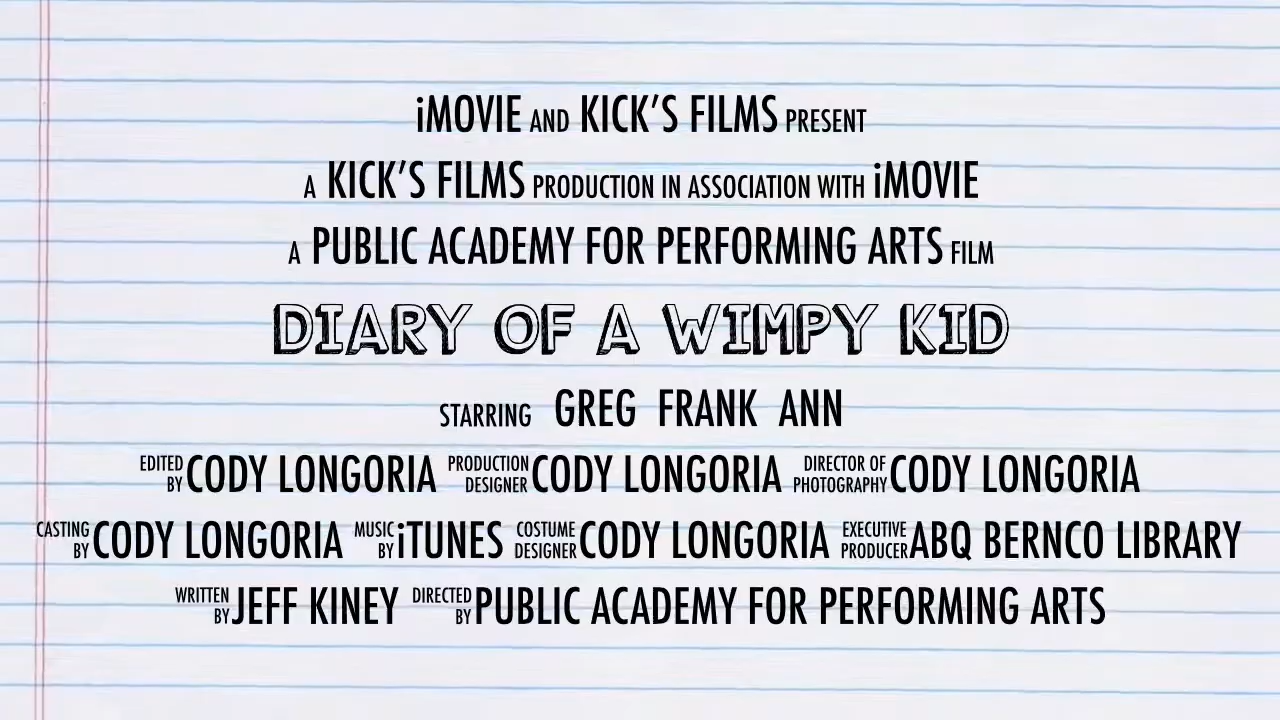 iMOVIE AND KICK'S FILMS PRESENT
A KICK'S FILMS PRODUCTION IN ASSOCIATION WITH iMOVIE
A PUBLIC ACADEMY FOR PERFORMING ARTS FILM
DIARY OF A WIMPY KID
STARRING GREG FRANK ANN
EDITED BY CODY LONGORIA PRODUCTION DESIGNER CODY LONGORIA DIRECTOR OF PHOTOGRAPHY CODY LONGORIA
CASTING BY CODY LONGORIA MUSIC BY iTUNES COSTUME DESIGNER CODY LONGORIA EXECUTIVE PRODUCER ABQ BERNCO LIBRARY
WRITTEN BY JEFF KINEY DIRECTED BY PUBLIC ACADEMY FOR PERFORMING ARTS